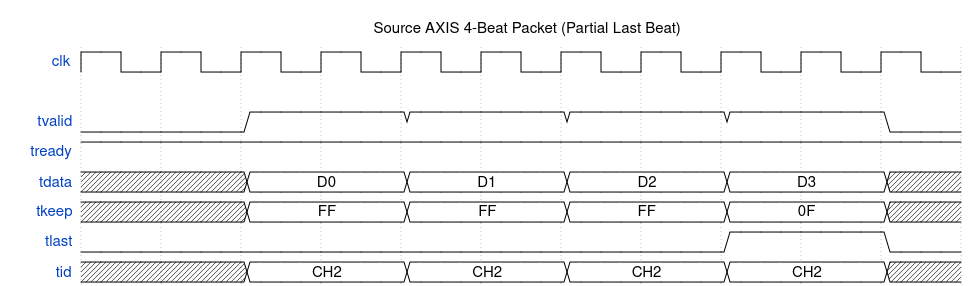 Source AXIS 4-Beat Packet (Partial Last Beat)
clk
tvalid
tready
tdata D0 D1 D2 D3
tkeep FF FF FF 0F
tlast
tid CH2 CH2 CH2 CH2